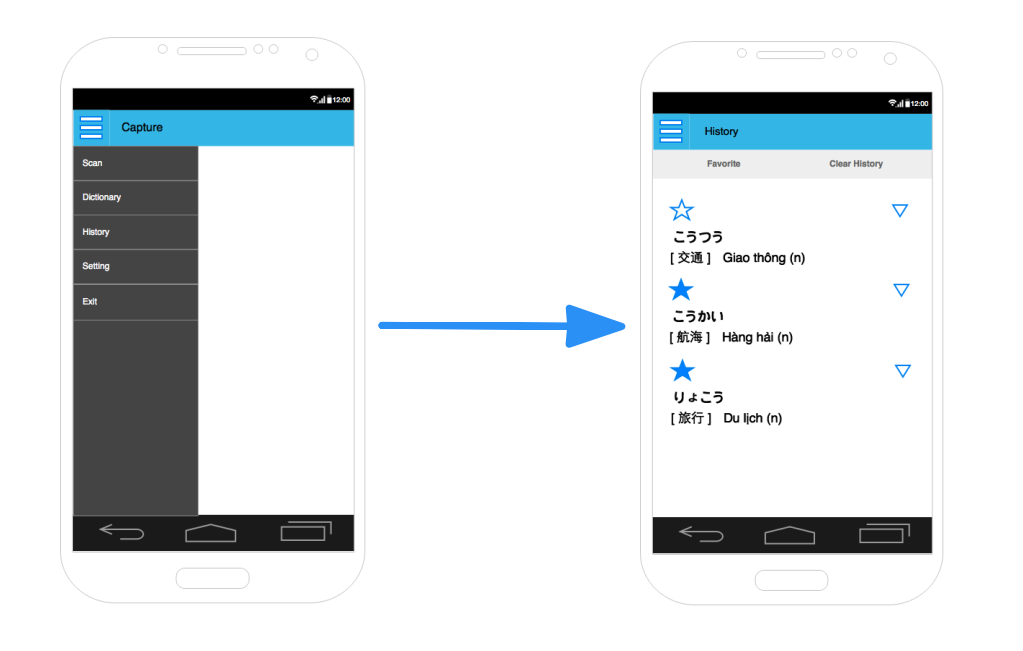 12:00
Capture
Scan
Dictionary
History
Setting
Exit
12:00
History
Favorite Clear History
こうつう
[ 交通 ] Giao thông (n)
こうかい
[ 航海 ] Hàng hải (n)
りょこう
[ 旅行 ] Du lịch (n)